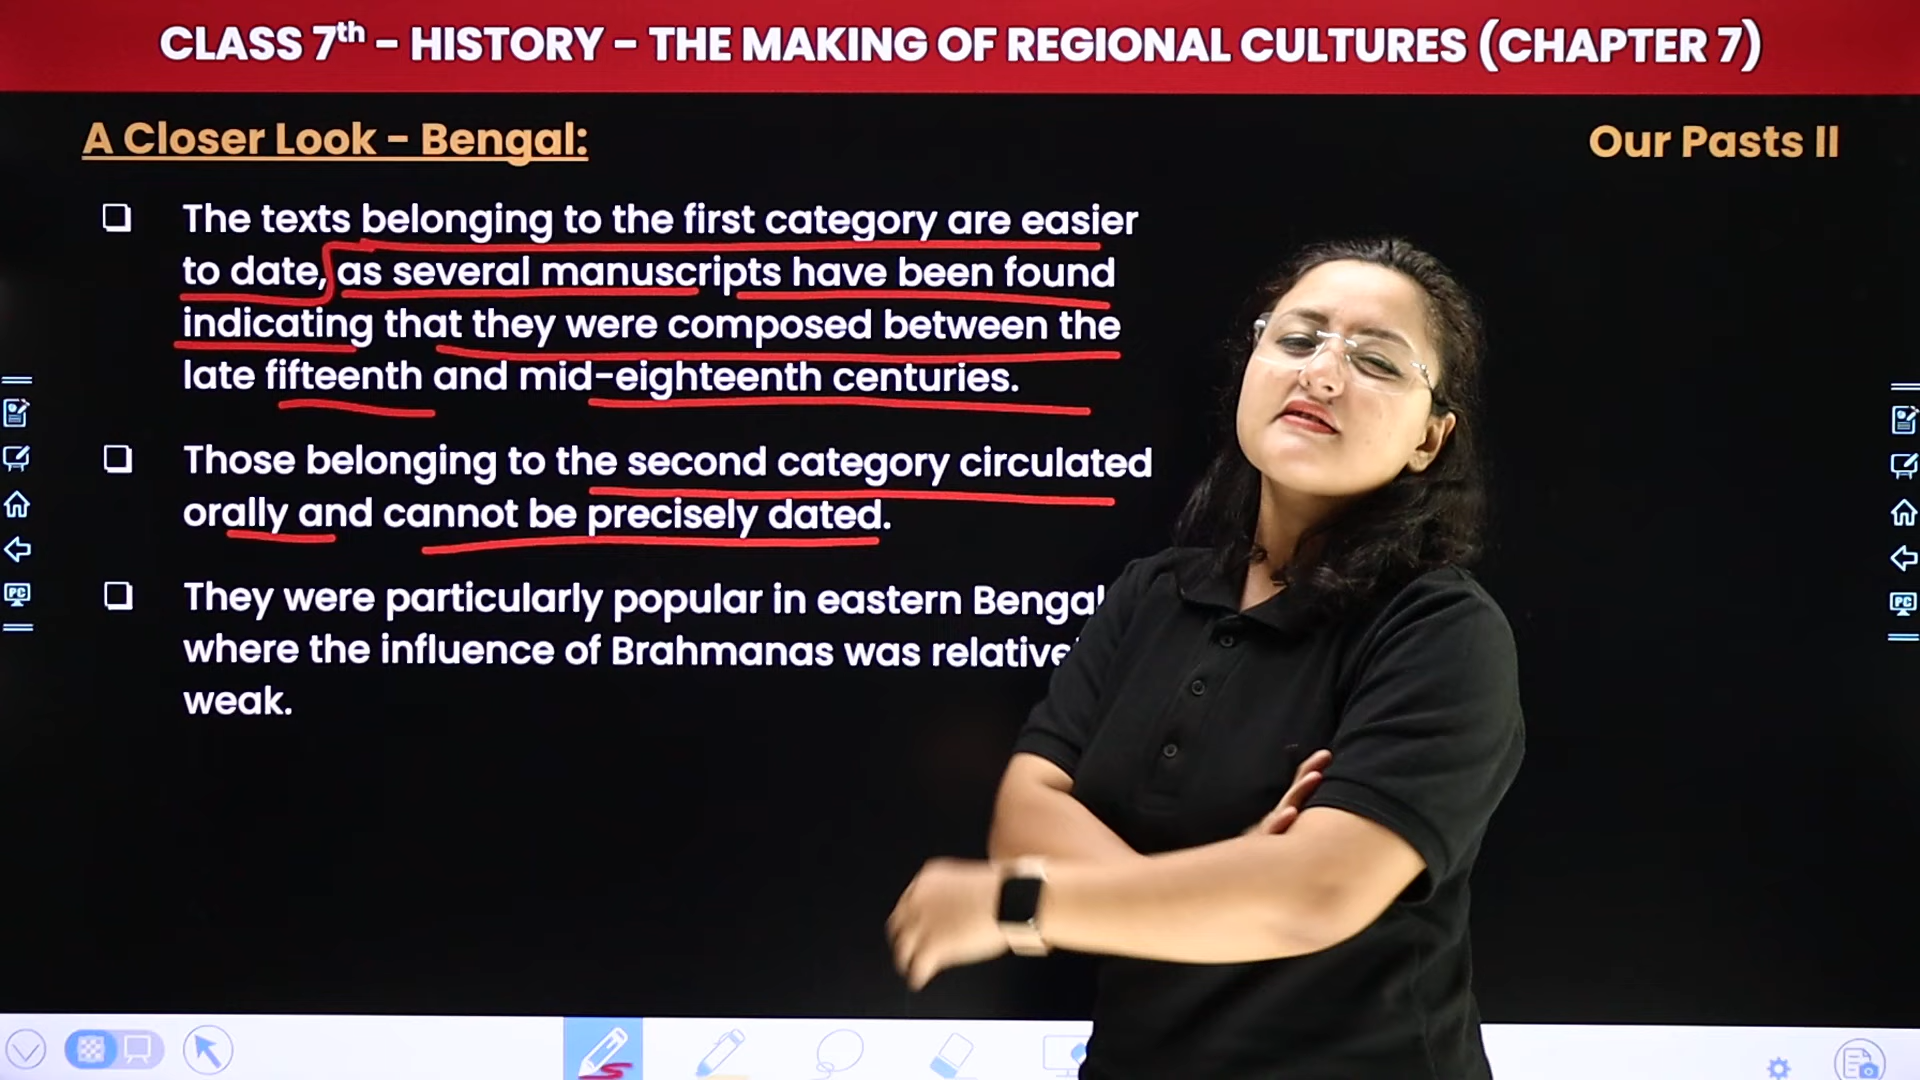 CLASS 7th - HISTORY - THE MAKING OF REGIONAL CULTURES (CHAPTER 7)
A Closer Look - Bengal:
Our Pasts II
The texts belonging to the first category are easier
to date, as several manuscripts have been found
indicating that they were composed between the
late fifteenth and mid-eighteenth centuries.
Those belonging to the second category circulated
orally and cannot be precisely dated.
They were particularly popular in eastern Bengal
where the influence of Brahmanas was
weak.
PC
PC